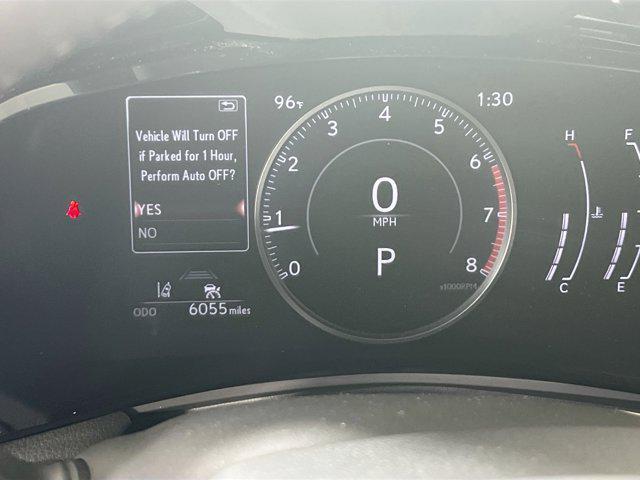 96°F
1:30
Vehicle Will Turn OFF
if Parked for 1 Hour,
Perform Auto OFF?
YES
NO
0
1
2
3
4
5
6
7
8
0
MPH
P
x1000RPM
H
C
F
E
ODO 6055 miles